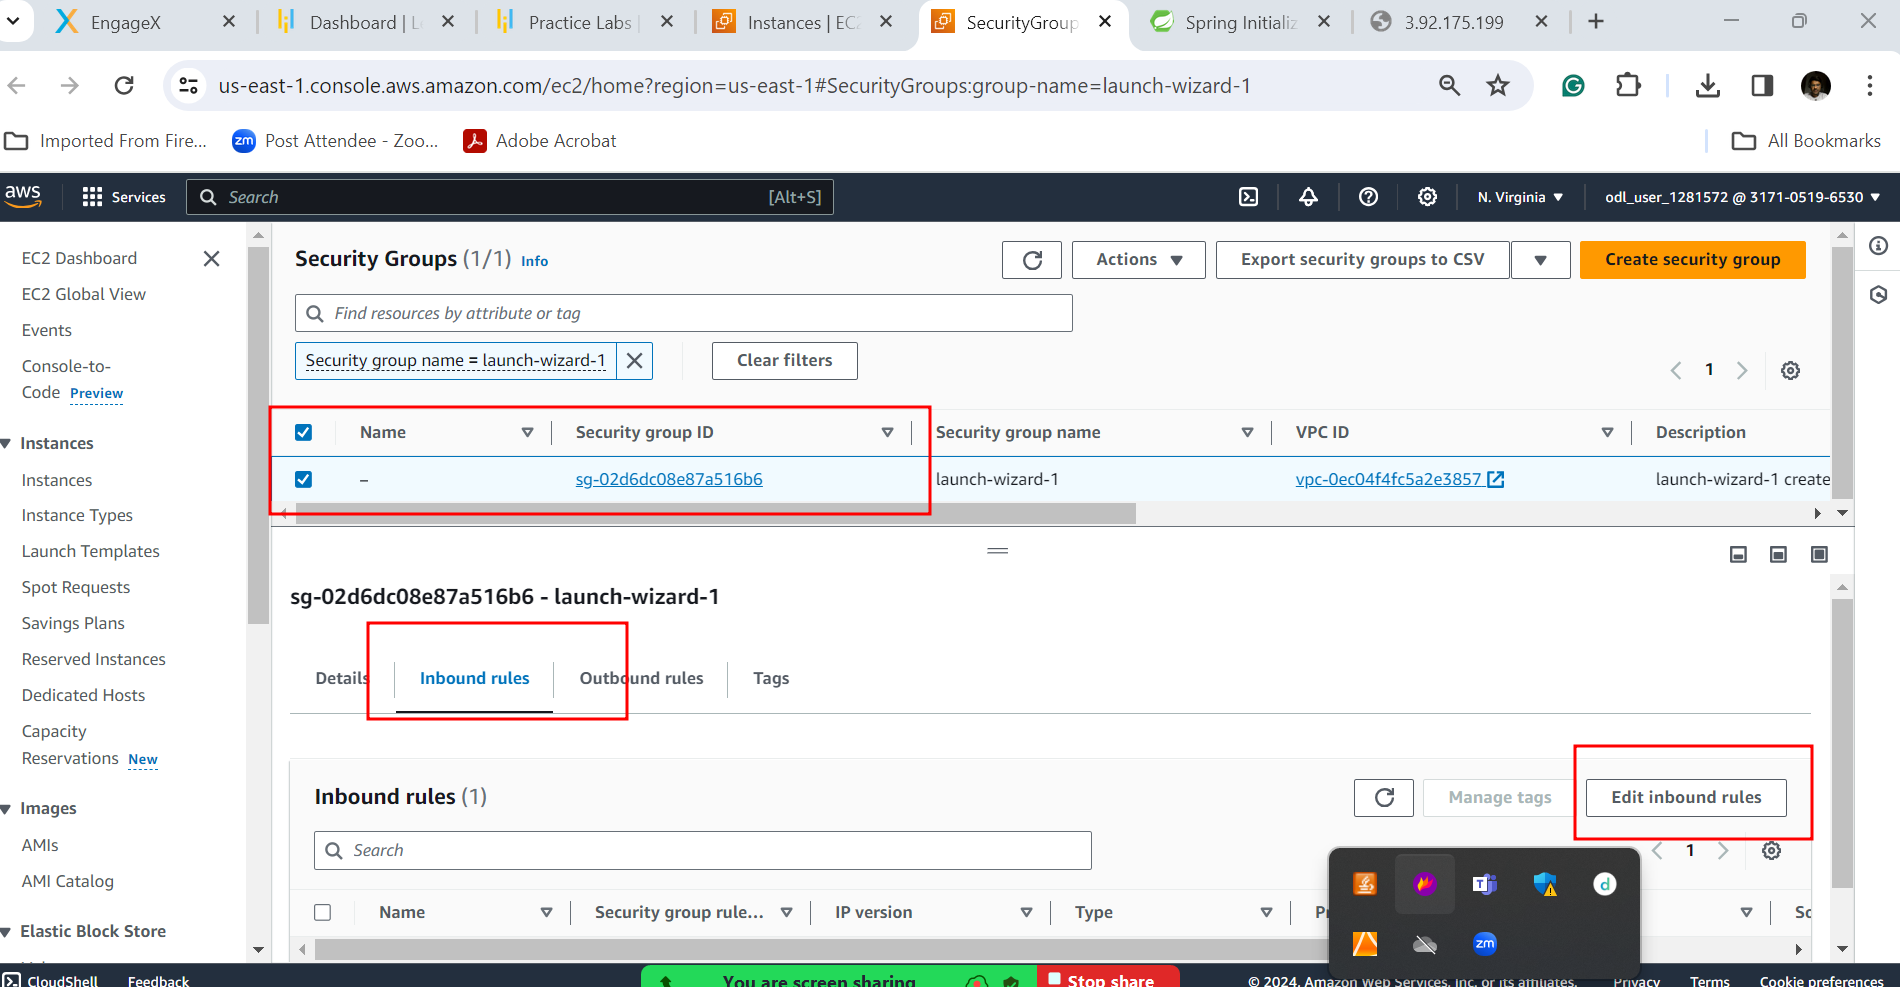 EngageX
Dashboard | Le
Practice Labs |
Instances | EC2
SecurityGroup
Spring Initializ
3.92.175.199
us-east-1.console.aws.amazon.com/ec2/home?region=us-east-1#SecurityGroups:group-name=launch-wizard-1
Imported From Fire...
zm
Post Attendee - Zoo...
Adobe Acrobat
All Bookmarks
aws
Services
Search
[Alt+S]
N. Virginia
odl_user_1281572 @ 3171-0519-6530
EC2 Dashboard
EC2 Global View
Events
Console-to-
Code Preview
Instances
Instances
Instance Types
Launch Templates
Spot Requests
Savings Plans
Reserved Instances
Dedicated Hosts
Capacity
Reservations New
Images
AMIs
AMI Catalog
Elastic Block Store
Security Groups (1/1) Info
Actions
Export security groups to CSV
Create security group
Find resources by attribute or tag
Security group name = launch-wizard-1
Clear filters
1
Name
Security group ID
Security group name
VPC ID
Description
–
sg-02d6dc08e87a516b6
launch-wizard-1
vpc-0ec04f4fc5a2e3857
launch-wizard-1 create
sg-02d6dc08e87a516b6 - launch-wizard-1
Details
Inbound rules
Outbound rules
Tags
Inbound rules (1)
Manage tags
Edit inbound rules
Search
1
Name
Security group rule...
IP version
Type
Pr
So
T
d
zm
CloudShell
Feedback
You are screen sharing
Stop share
© 2024, Amazon Web Services, Inc. or its affiliates.
Privacy
Terms
Cookie preferences